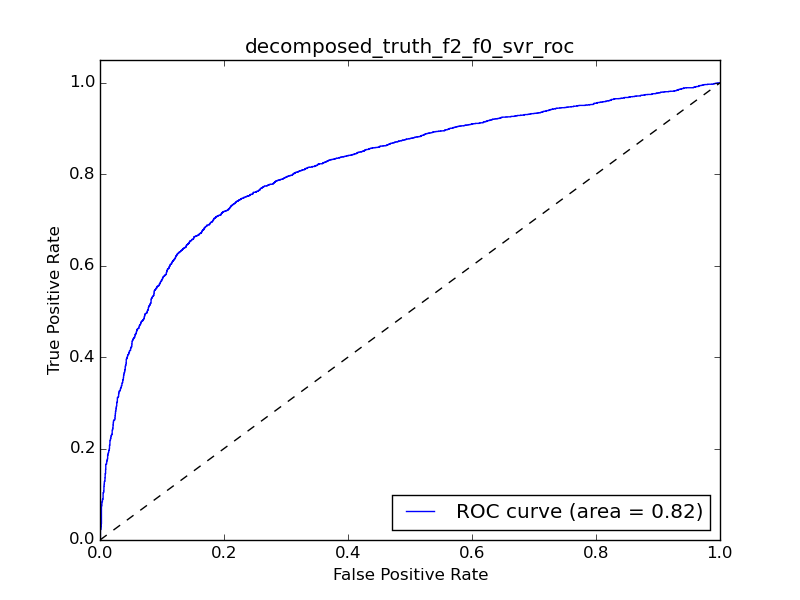 decomposed_truth_f2_f0_svr_roc
1.0
0.8
0.6
0.4
0.2
0.0
True Positive Rate
ROC curve (area = 0.82)
0.0 0.2 0.4 0.6 0.8 1.0
False Positive Rate